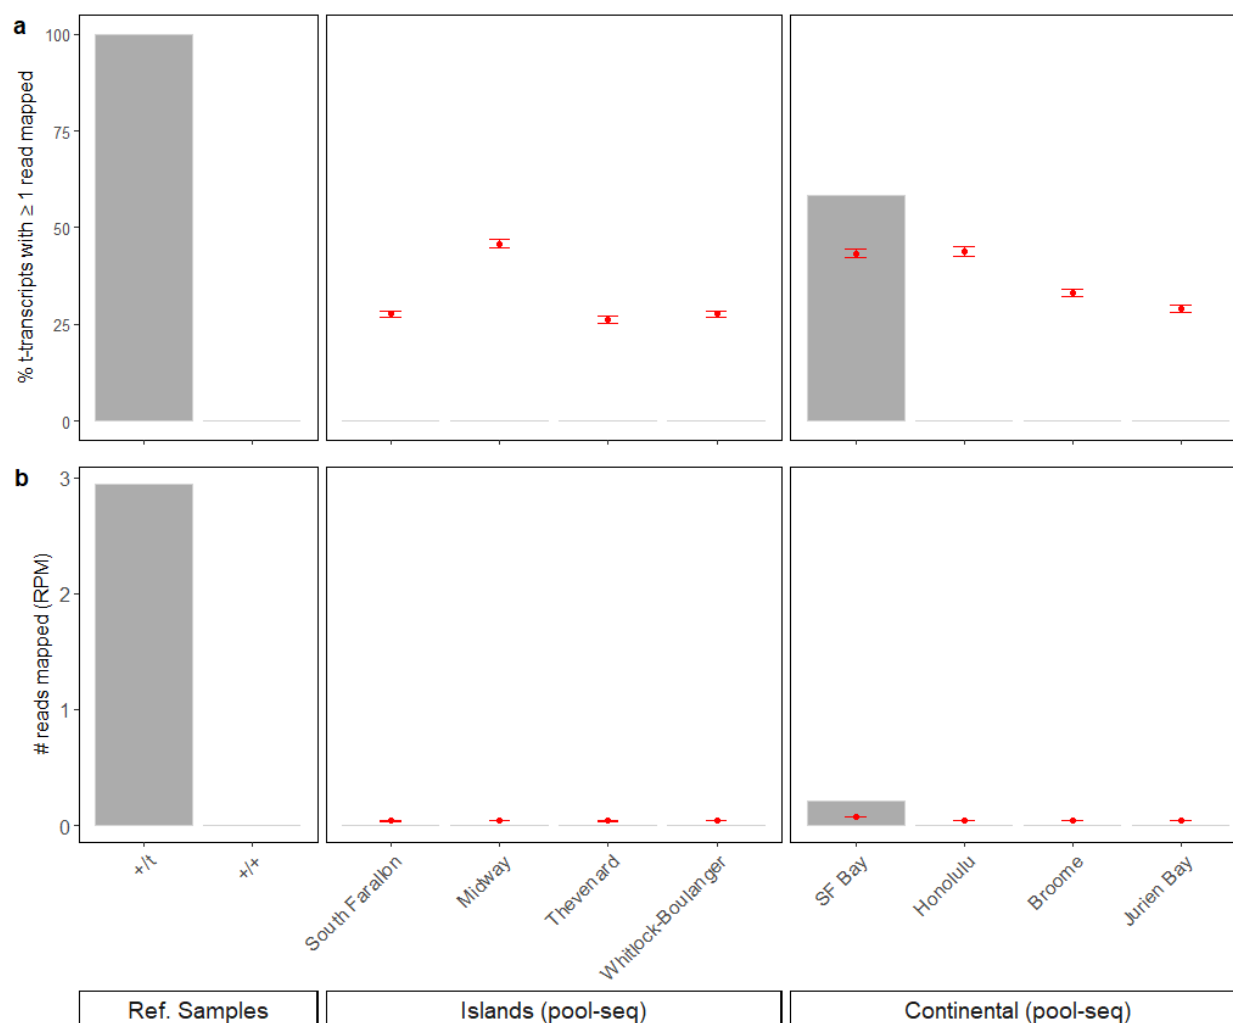 a
% t-transcripts with ≥ 1 read mapped
100
75
50
25
0
b
# reads mapped (RPM)
3
2
1
0
+/t
+/+
South Farallon
Midway
Thevenard
Whitlock-Boulanger
SF Bay
Honolulu
Broome
Jurien Bay
Ref. Samples
Islands (pool-seq)
Continental (pool-seq)